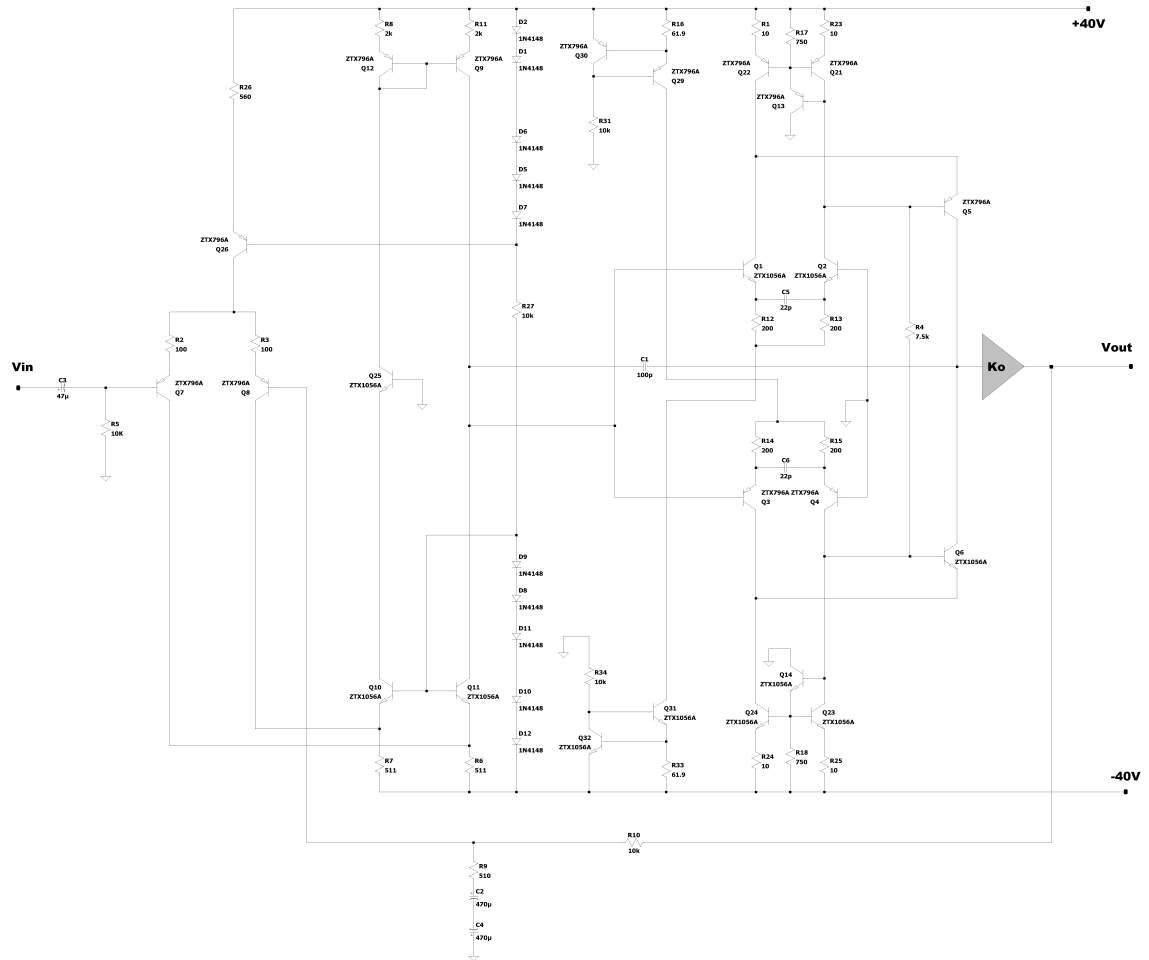 +40V
R8
2k
R11
2k
D2
1N4148
D1
1N4148
R16
61.9
R1
10
R17
750
R23
10
ZTX796A
Q12
ZTX796A
Q9
ZTX796A
Q30
ZTX796A
Q29
ZTX796A
Q22
ZTX796A
Q21
ZTX796A
Q13
R26
560
R31
10k
D6
1N4148
D5
1N4148
D7
1N4148
ZTX796A
Q5
ZTX796A
Q26
Q1
ZTX1056A
Q2
ZTX1056A
C5
22p
R27
10k
R12
200
R13
200
R4
7.5k
R2
100
R3
100
Vin
C3
47µ
ZTX796A
Q7
ZTX796A
Q8
Q25
ZTX1056A
C1
100p
Ko
Vout
R5
10K
R14
200
R15
200
C6
22p
ZTX796A
Q3
ZTX796A
Q4
D9
1N4148
D8
1N4148
D11
1N4148
Q6
ZTX1056A
R34
10k
Q14
ZTX1056A
Q10
ZTX1056A
Q11
ZTX1056A
D10
1N4148
D12
1N4148
Q31
ZTX1056A
Q32
ZTX1056A
Q24
ZTX1056A
Q23
ZTX1056A
R7
511
R6
511
R33
61.9
R24
10
R18
750
R25
10
-40V
R10
10k
R9
510
C2
470µ
C4
470µ